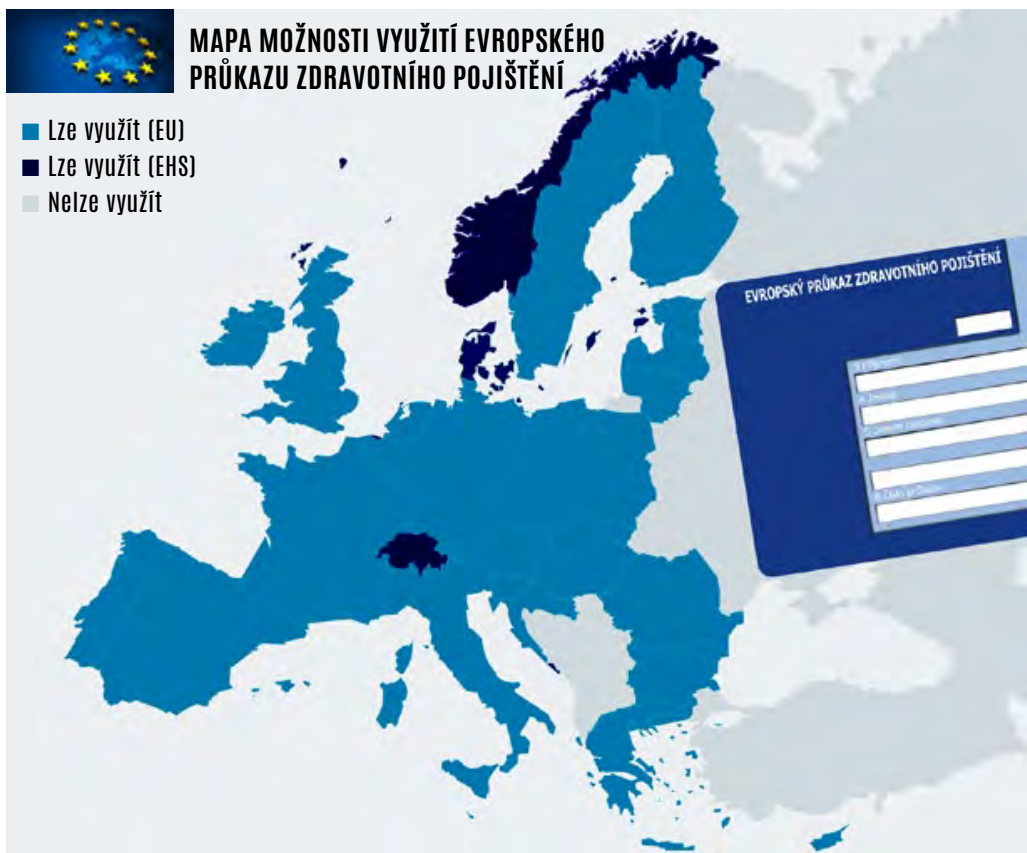 MAPA MOŽNOSTI VYUŽITÍ EVROPSKÉHO
PRŮKAZU ZDRAVOTNÍHO POJIŠTĚNÍ
Lze využít (EU)
Lze využít (EHS)
Nelze využít
EVROPSKÝ PRŮKAZ ZDRAVOTNÍHO POJIŠTĚNÍ